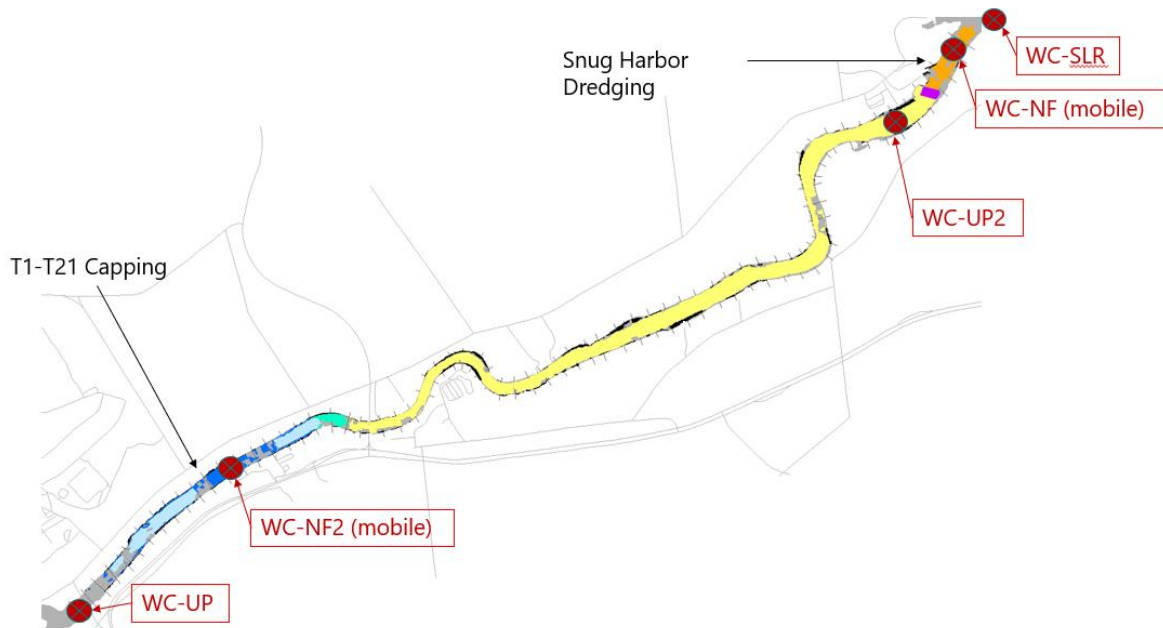 Snug Harbor
Dredging
WC-SLR
WC-NF (mobile)
WC-UP2
T1-T21 Capping
WC-NF2 (mobile)
WC-UP